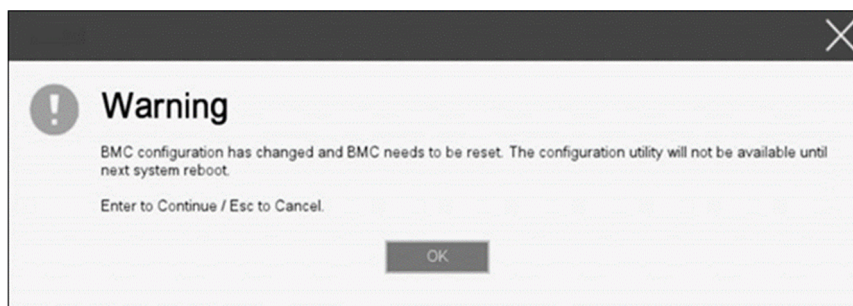 Warning
BMC configuration has changed and BMC needs to be reset. The configuration utility will not be available until
next system reboot.
Enter to Continue / Esc to Cancel.
OK